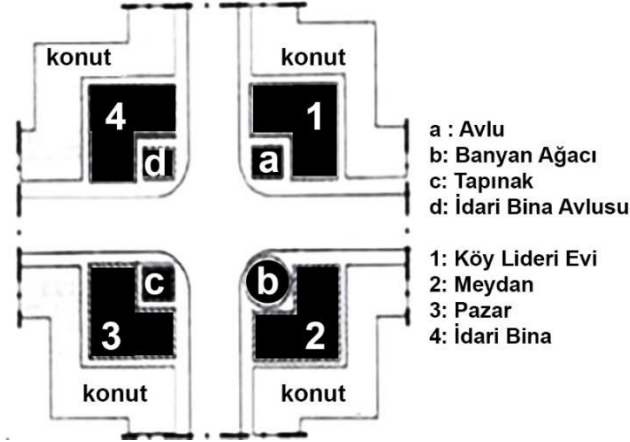 konut
konut
4
1
d
a
c
b
3
2
konut
konut
a : Avlu
b: Banyan Ağacı
c: Tapınak
d: İdari Bina Avlusu
1: Köy Lideri Evi
2: Meydan
3: Pazar
4: İdari Bina